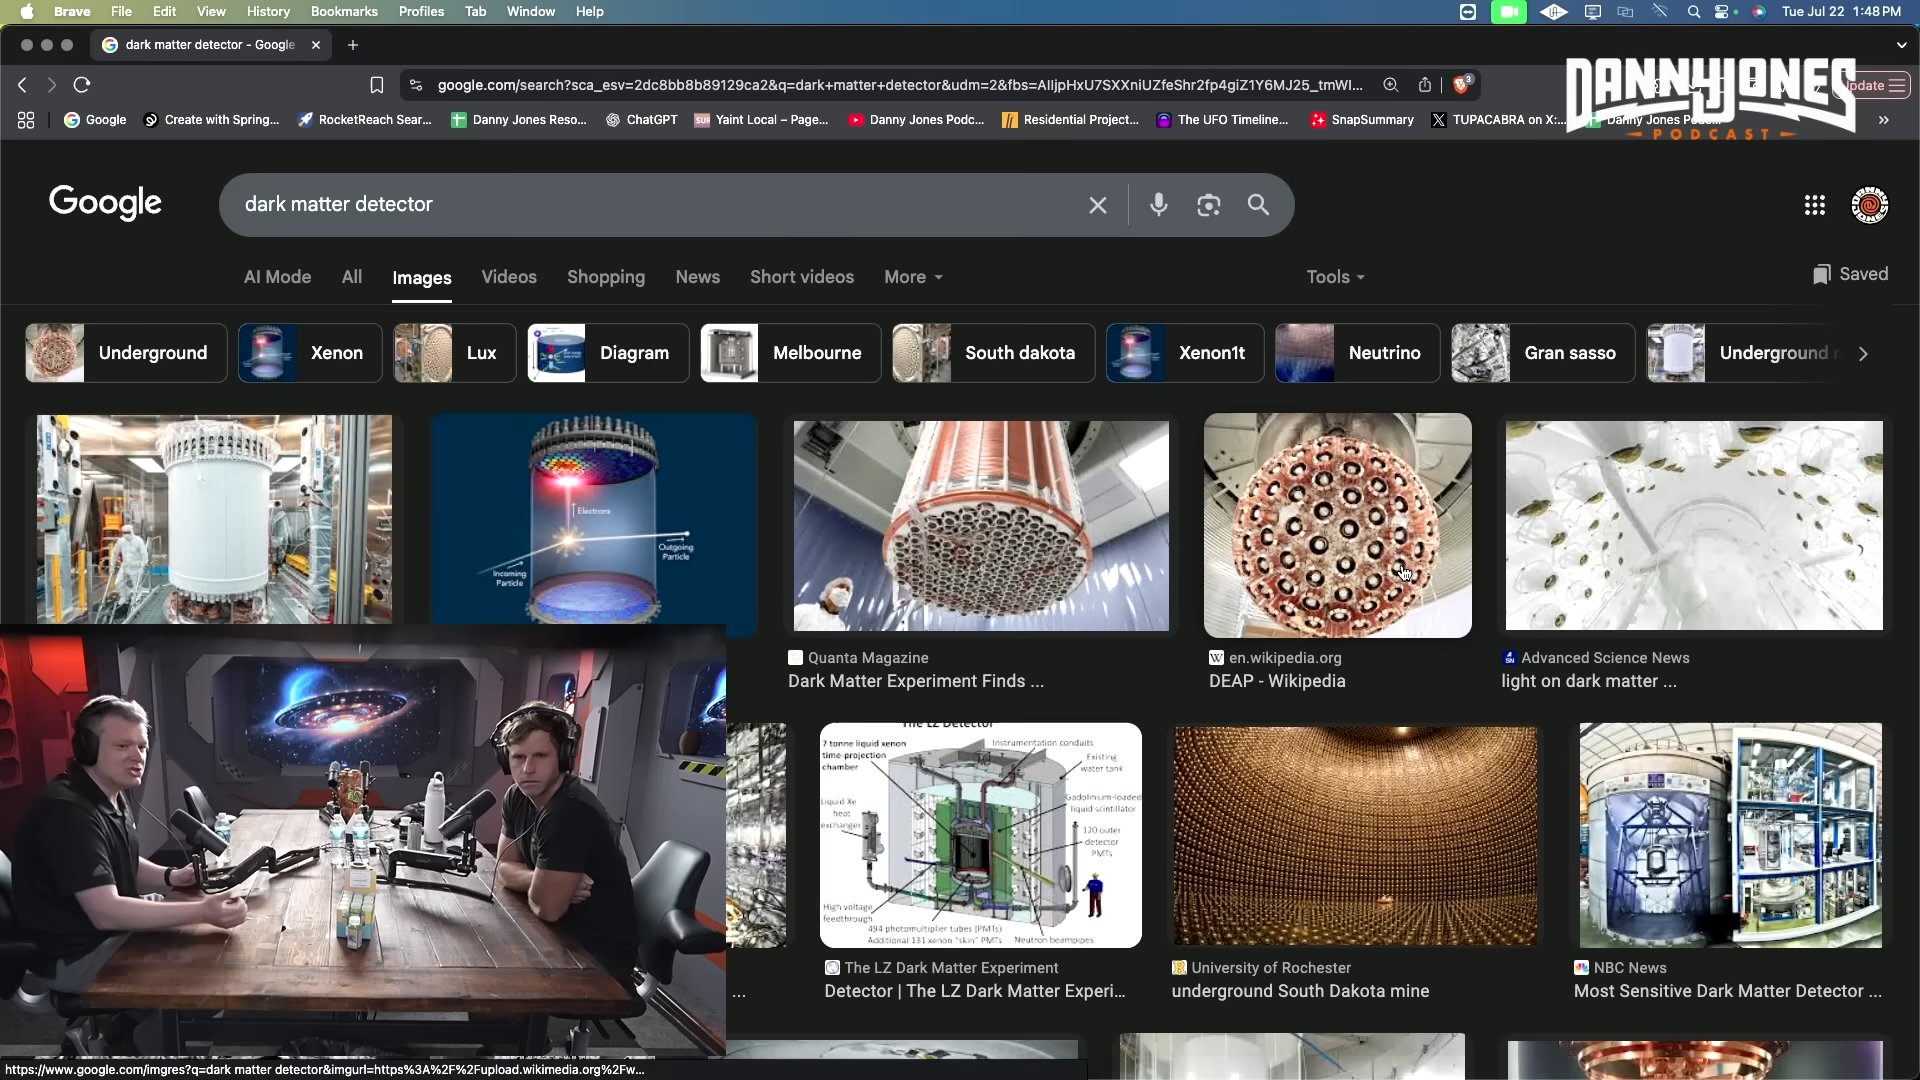 Brave File Edit View History Bookmarks Profiles Tab Window Help
Tue Jul 22 1:48 PM
dark matter detector - Google
google.com/search?sca_esv=2dc8bb8b89129ca2&q=dark+matter+detector&udm=2&fbs=AIIjpHxU7SXXniUZfeShr2fp4giZ1Y6MJ25_tmWI...
3
DANNY JONES
PODCAST
Google
Create with Spring...
RocketReach Sear...
Danny Jones Reso...
ChatGPT
Yaint Local – Page...
Danny Jones Podc...
Residential Project...
The UFO Timeline...
SnapSummary
TUPACABRA on X:...
Google
dark matter detector
AI Mode All Images Videos Shopping News Short videos More
Tools
Saved
Underground
Xenon
Lux
Diagram
Melbourne
South dakota
Xenon1t
Neutrino
Gran sasso
Underground
Electrons
Outgoing
Particle
Incoming
Particle
Quanta Magazine
Dark Matter Experiment Finds ...
en.wikipedia.org
DEAP - Wikipedia
Advanced Science News
light on dark matter ...
The LZ Detector
7 tonne liquid xenon
time-projection
chamber
Instrumentation conduits
Existing
water tank
Liquid Xe
heat
exchanger
Gadolinium-loaded
liquid scintillator
120 outer
detector
PMTs
High voltage
feedthrough
494 photomultiplier tubes (PMTs)
Additional 131 xenon "skin" PMTs
Neutron beampipes
...
The LZ Dark Matter Experiment
Detector | The LZ Dark Matter Experi...
University of Rochester
underground South Dakota mine
NBC News
Most Sensitive Dark Matter Detector ...
https://www.google.com/imgres?q=dark matter detector&imgurl=https%3A%2F%2Fupload.wikimedia.org%2Fw...